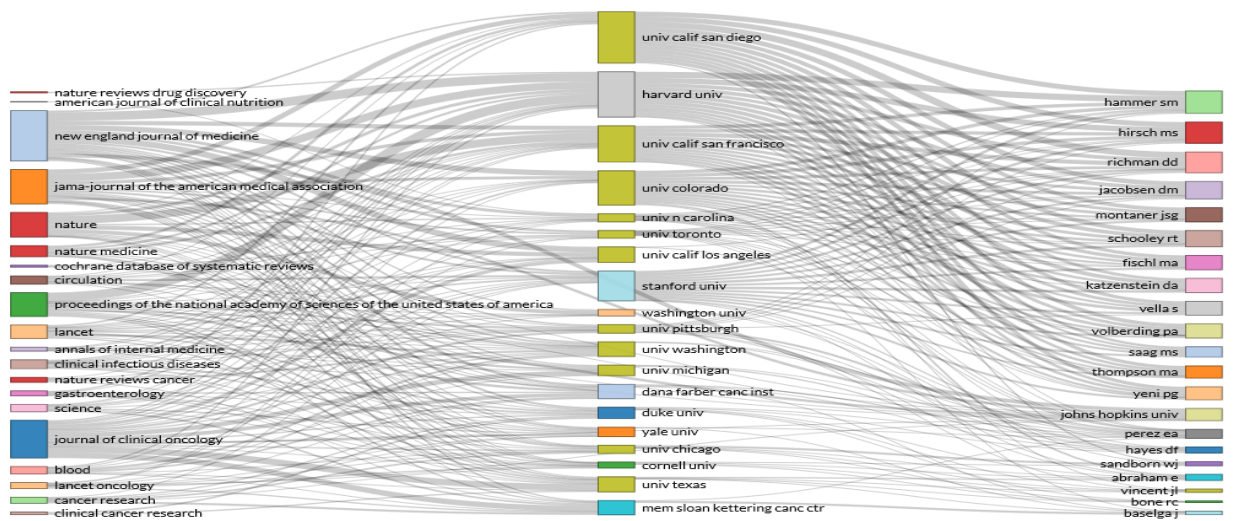 nature reviews drug discovery
american journal of clinical nutrition
new england journal of medicine
jama-journal of the american medical association
nature
nature medicine
cochrane database of systematic reviews
circulation
proceedings of the national academy of sciences of the united states of america
lancet
annals of internal medicine
clinical infectious diseases
nature reviews cancer
gastroenterology
science
journal of clinical oncology
blood
lancet oncology
cancer research
clinical cancer research
univ calif san diego
harvard univ
univ calif san francisco
univ colorado
univ n carolina
univ toronto
univ calif los angeles
stanford univ
washington univ
univ pittsburgh
univ washington
univ michigan
dana farber canc inst
duke univ
yale univ
univ chicago
cornell univ
univ texas
mem sloan kettering canc ctr
hammer sm
hirsch ms
richman dd
jacobsen dm
montaner jsg
schooley rt
fischl ma
katzenstein da
vella s
volberding pa
saag ms
thompson ma
yeni pg
johns hopkins univ
perez ea
hayes df
sandborn wj
abraham e
vincent jl
bone rc
baselga j